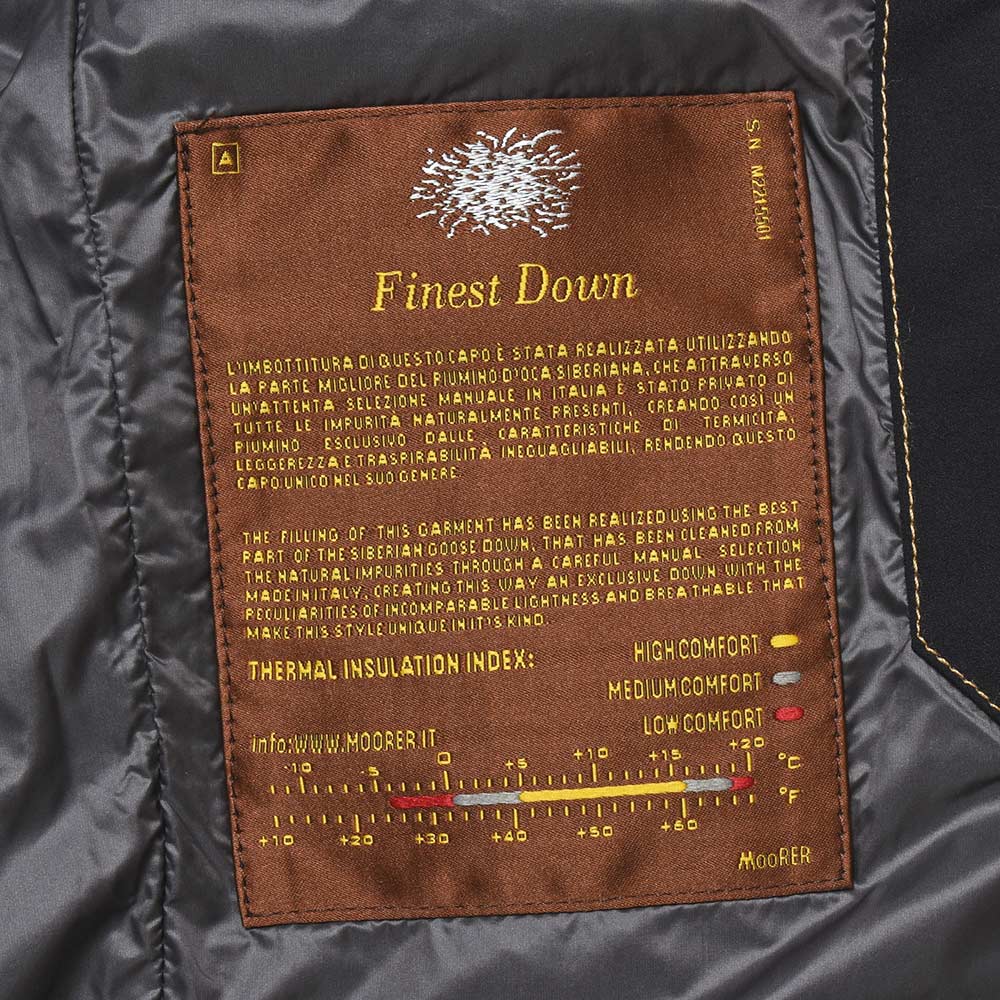 A
S.N. M2215501
Finest Down
L'IMBOTTITURA DI QUESTO CAPO È STATA REALIZZATA UTILIZZANDO
LA PARTE MIGLIORE DEL PIUMINO D'OCA SIBERIANA, CHE ATTRAVERSO
UN'ATTENTA SELEZIONE MANUALE IN ITALIA È STATO PRIVATO DI
TUTTE LE IMPURITÀ NATURALMENTE PRESENTI, CREANDO COSÌ UN
PIUMINO ESCLUSIVO DALLE CARATTERISTICHE DI TERMICITÀ,
LEGGEREZZA E TRASPIRABILITÀ INEGUAGLIABILI, RENDENDO QUESTO
CAPO UNICO NEL SUO GENERE.
THE FILLING OF THIS GARMENT HAS BEEN REALIZED USING THE BEST
PART OF THE SIBERIAN GOOSE DOWN, THAT HAS BEEN CLEANED FROM
THE NATURAL IMPURITIES THROUGH A CAREFUL MANUAL SELECTION
MADE IN ITALY, CREATING THIS WAY AN EXCLUSIVE DOWN WITH THE
PECULIARITIES OF INCOMPARABLE LIGHTNESS AND BREATHABLE THAT
MAKE THIS STYLE UNIQUE IN IT'S KIND.
THERMAL INSULATION INDEX:
HIGH COMFORT
MEDIUM COMFORT
LOW COMFORT
info:WWW.MOORER.IT
-10 -5 0 +5 +10 +15 +20 °C
+10 +20 +30 +40 +50 +60 °F
MOORER